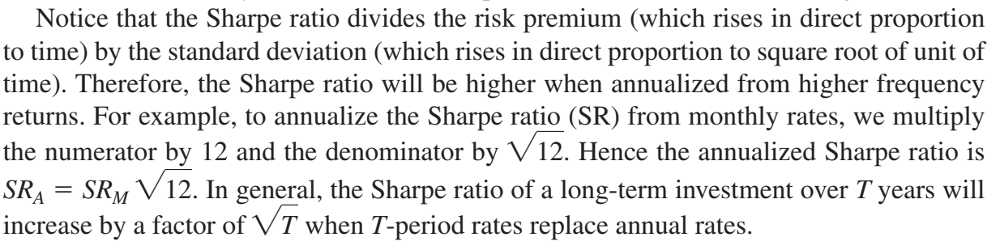 Notice that the Sharpe ratio divides the risk premium (which rises in direct proportion
to time) by the standard deviation (which rises in direct proportion to square root of unit of
time). Therefore, the Sharpe ratio will be higher when annualized from higher frequency
returns. For example, to annualize the Sharpe ratio (SR) from monthly rates, we multiply
the numerator by 12 and the denominator by √12. Hence the annualized Sharpe ratio is
SR_A = SR_M √12. In general, the Sharpe ratio of a long-term investment over T years will
increase by a factor of √T when T-period rates replace annual rates.